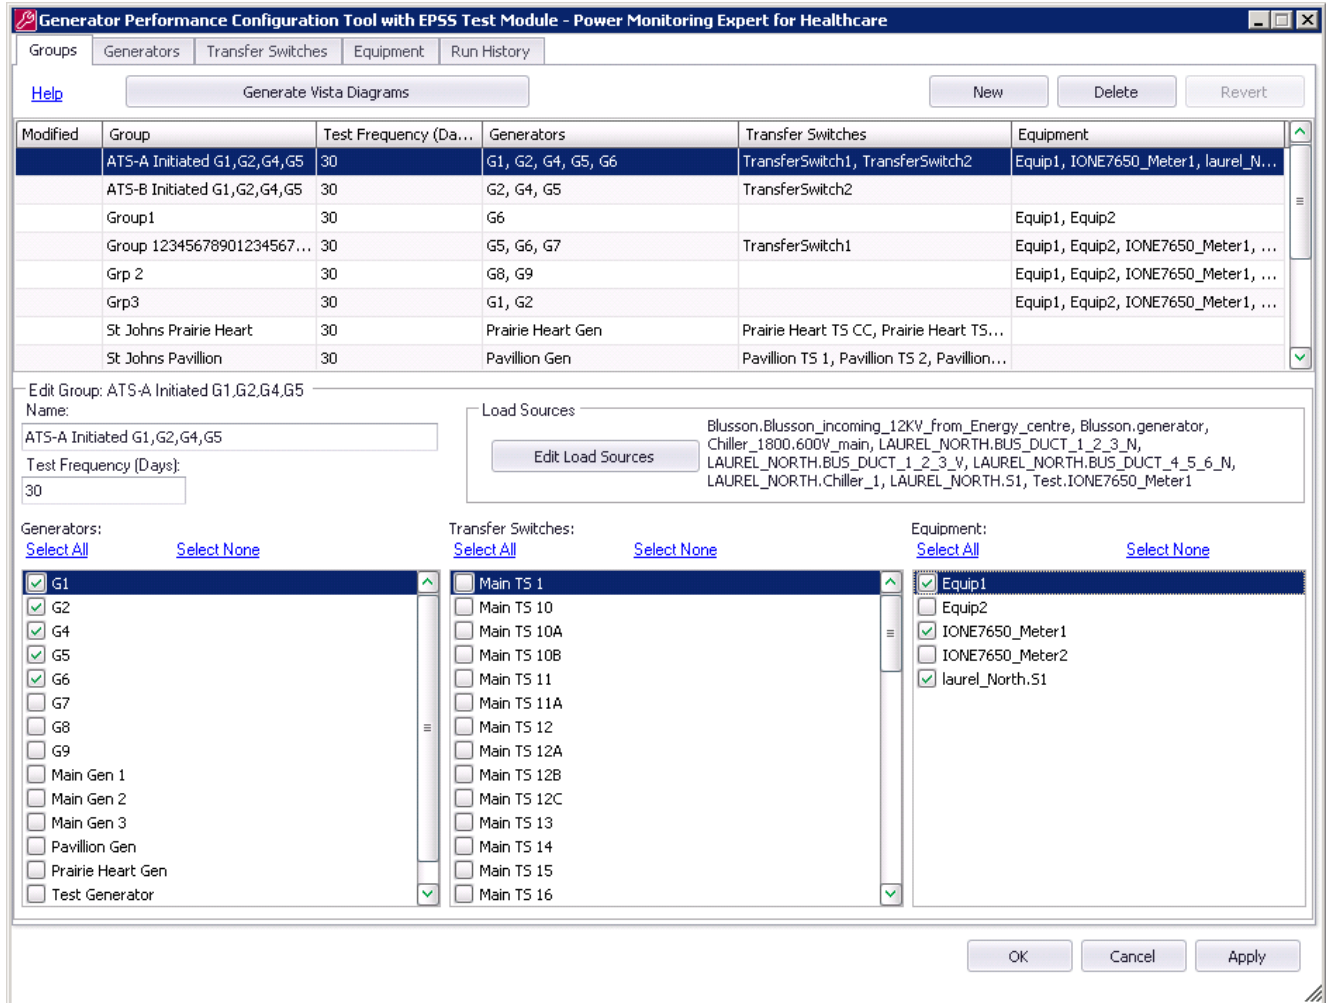 Generator Performance Configuration Tool with EPSS Test Module - Power Monitoring Expert for Healthcare
Groups Generators Transfer Switches Equipment Run History
Help Generate Vista Diagrams New Delete Revert
Modified Group Test Frequency (Da... Generators Transfer Switches Equipment
ATS-A Initiated G1,G2,G4,G5 30 G1, G2, G4, G5, G6 TransferSwitch1, TransferSwitch2 Equip1, IONE7650_Meter1, laurel_N...
ATS-B Initiated G1,G2,G4,G5 30 G2, G4, G5 TransferSwitch2
Group1 30 G6 Equip1, Equip2
Group 12345678901234567... 30 G5, G6, G7 TransferSwitch1 Equip1, Equip2, IONE7650_Meter1, ...
Grp 2 30 G8, G9 Equip1, Equip2, IONE7650_Meter1, ...
Grp3 30 G1, G2 Equip1, Equip2, IONE7650_Meter1, ...
St Johns Prairie Heart 30 Prairie Heart Gen Prairie Heart TS CC, Prairie Heart TS...
St Johns Pavillion 30 Pavillion Gen Pavillion TS 1, Pavillion TS 2, Pavillion...
Edit Group: ATS-A Initiated G1,G2,G4,G5
Name:
ATS-A Initiated G1,G2,G4,G5
Test Frequency (Days):
30
Load Sources
Edit Load Sources
Blusson.Blusson_incoming_12KV_from_Energy_centre, Blusson.generator,
Chiller_1800.600V_main, LAUREL_NORTH.BUS_DUCT_1_2_3_N,
LAUREL_NORTH.BUS_DUCT_1_2_3_V, LAUREL_NORTH.BUS_DUCT_4_5_6_N,
LAUREL_NORTH.Chiller_1, LAUREL_NORTH.S1, Test.IONE7650_Meter1
Generators:
Select All Select None
G1
G2
G4
G5
G6
G7
G8
G9
Main Gen 1
Main Gen 2
Main Gen 3
Pavillion Gen
Prairie Heart Gen
Test Generator
Transfer Switches:
Select All Select None
Main TS 1
Main TS 10
Main TS 10A
Main TS 10B
Main TS 11
Main TS 11A
Main TS 12
Main TS 12A
Main TS 12B
Main TS 12C
Main TS 13
Main TS 14
Main TS 15
Main TS 16
Equipment:
Select All Select None
Equip1
Equip2
IONE7650_Meter1
IONE7650_Meter2
laurel_North.S1
OK Cancel Apply